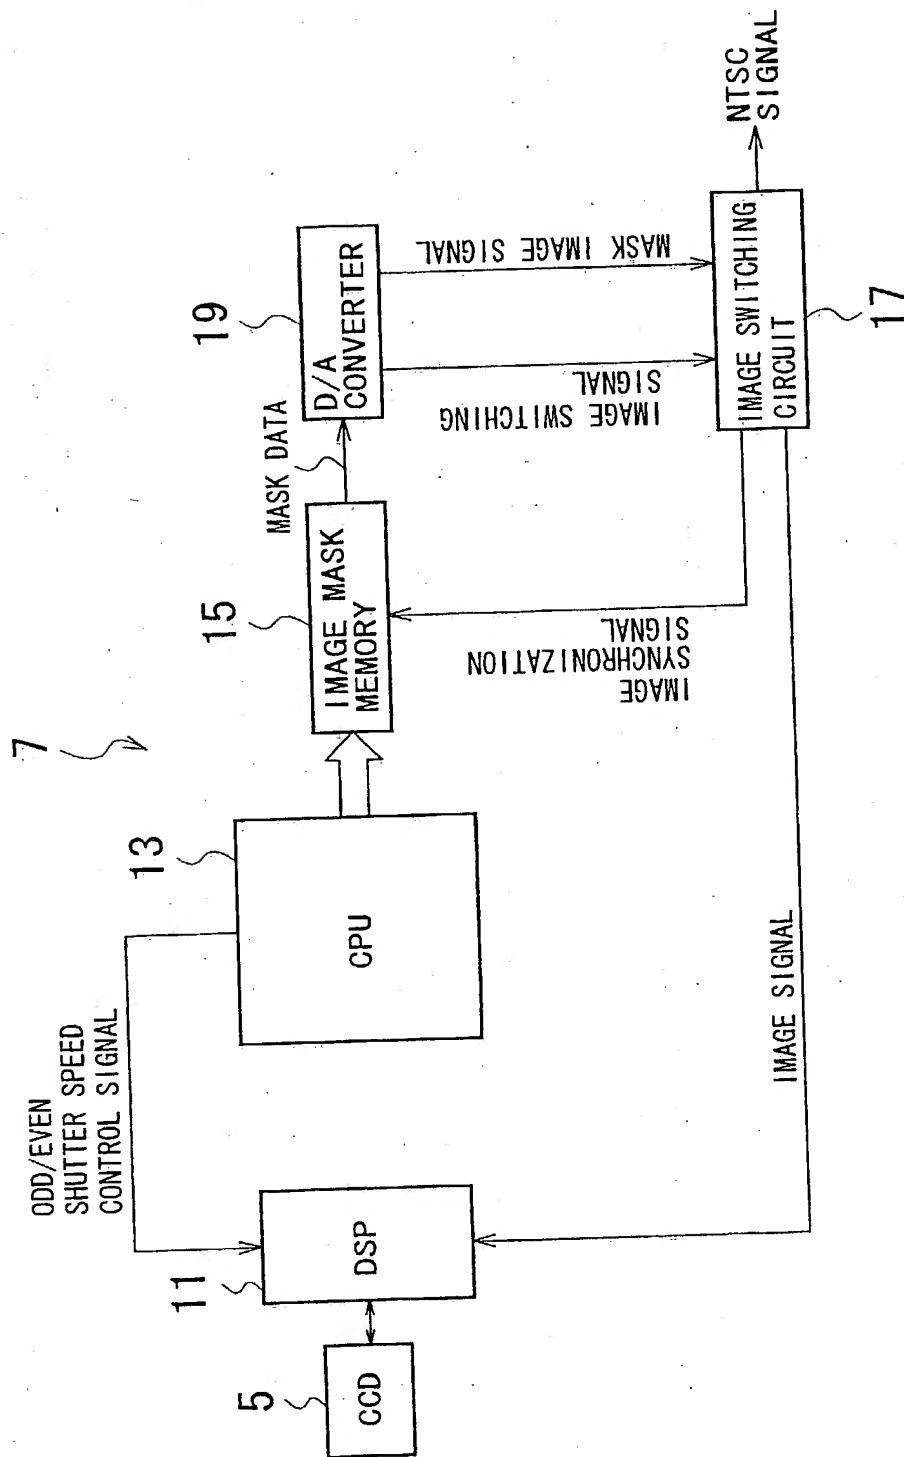 7
ODD/EVEN
SHUTTER SPEED
CONTROL SIGNAL
5
CCD
11
DSP
13
CPU
15
IMAGE MASK
MEMORY
MASK DATA
19
D/A
CONVERTER
IMAGE
SYNCHRONIZATION
SIGNAL
IMAGE SWITCHING
SIGNAL
MASK IMAGE SIGNAL
IMAGE SIGNAL
IMAGE SWITCHING
CIRCUIT
17
NTSC
SIGNAL